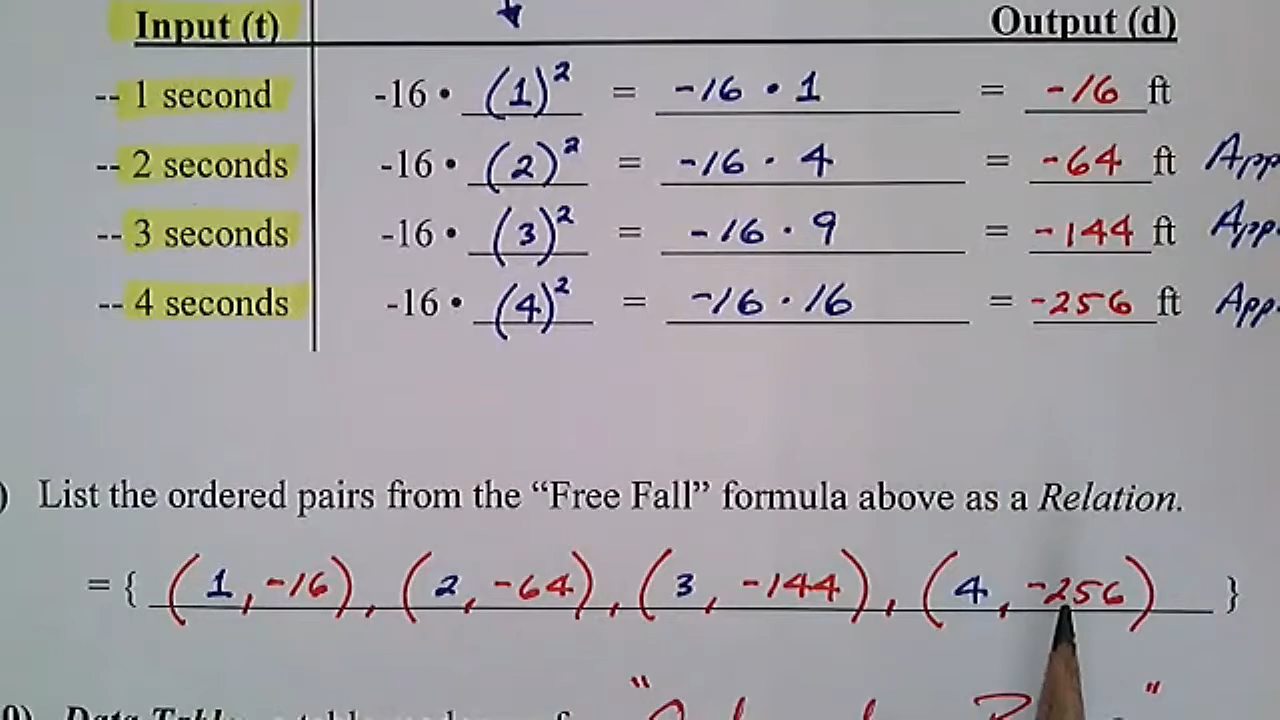 Input (t) Output (d)
-- 1 second -16 • (1)² = -16 • 1 = -16 ft
-- 2 seconds -16 • (2)² = -16 • 4 = -64 ft App
-- 3 seconds -16 • (3)² = -16 • 9 = -144 ft App.
-- 4 seconds -16 • (4)² = -16 • 16 = -256 ft App.
) List the ordered pairs from the “Free Fall” formula above as a Relation.
= { (1, -16), (2, -64), (3, -144), (4, -256) }